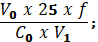 V₀ x 25 x f / C₀ x V₁ ;